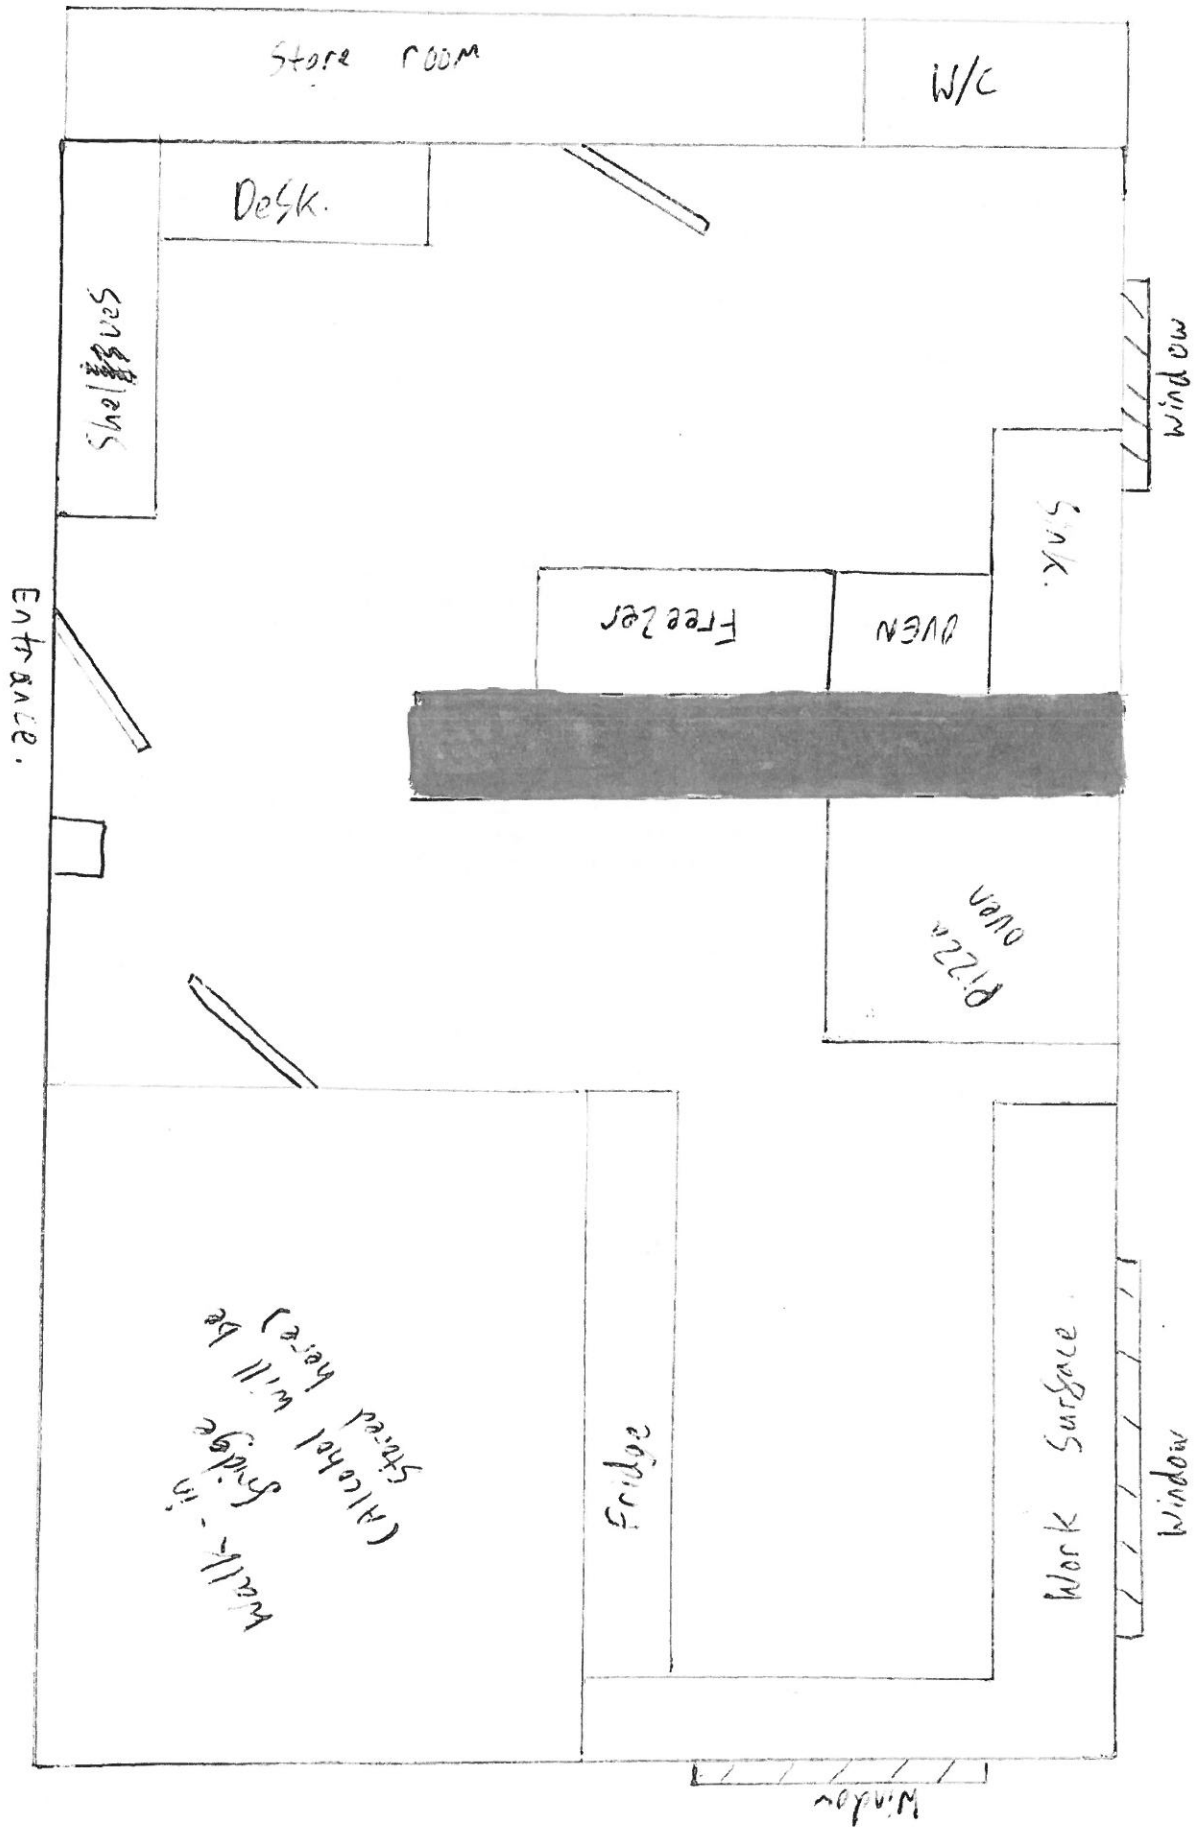 Store room
W/C
Desk.
Shelves
Window
Sink.
Freezer
OVEN
Entrance.
Pizza
oven
Walk-in
fridge
(Alcohol will be
stored here)
Fridge
Work surface.
Window
Window